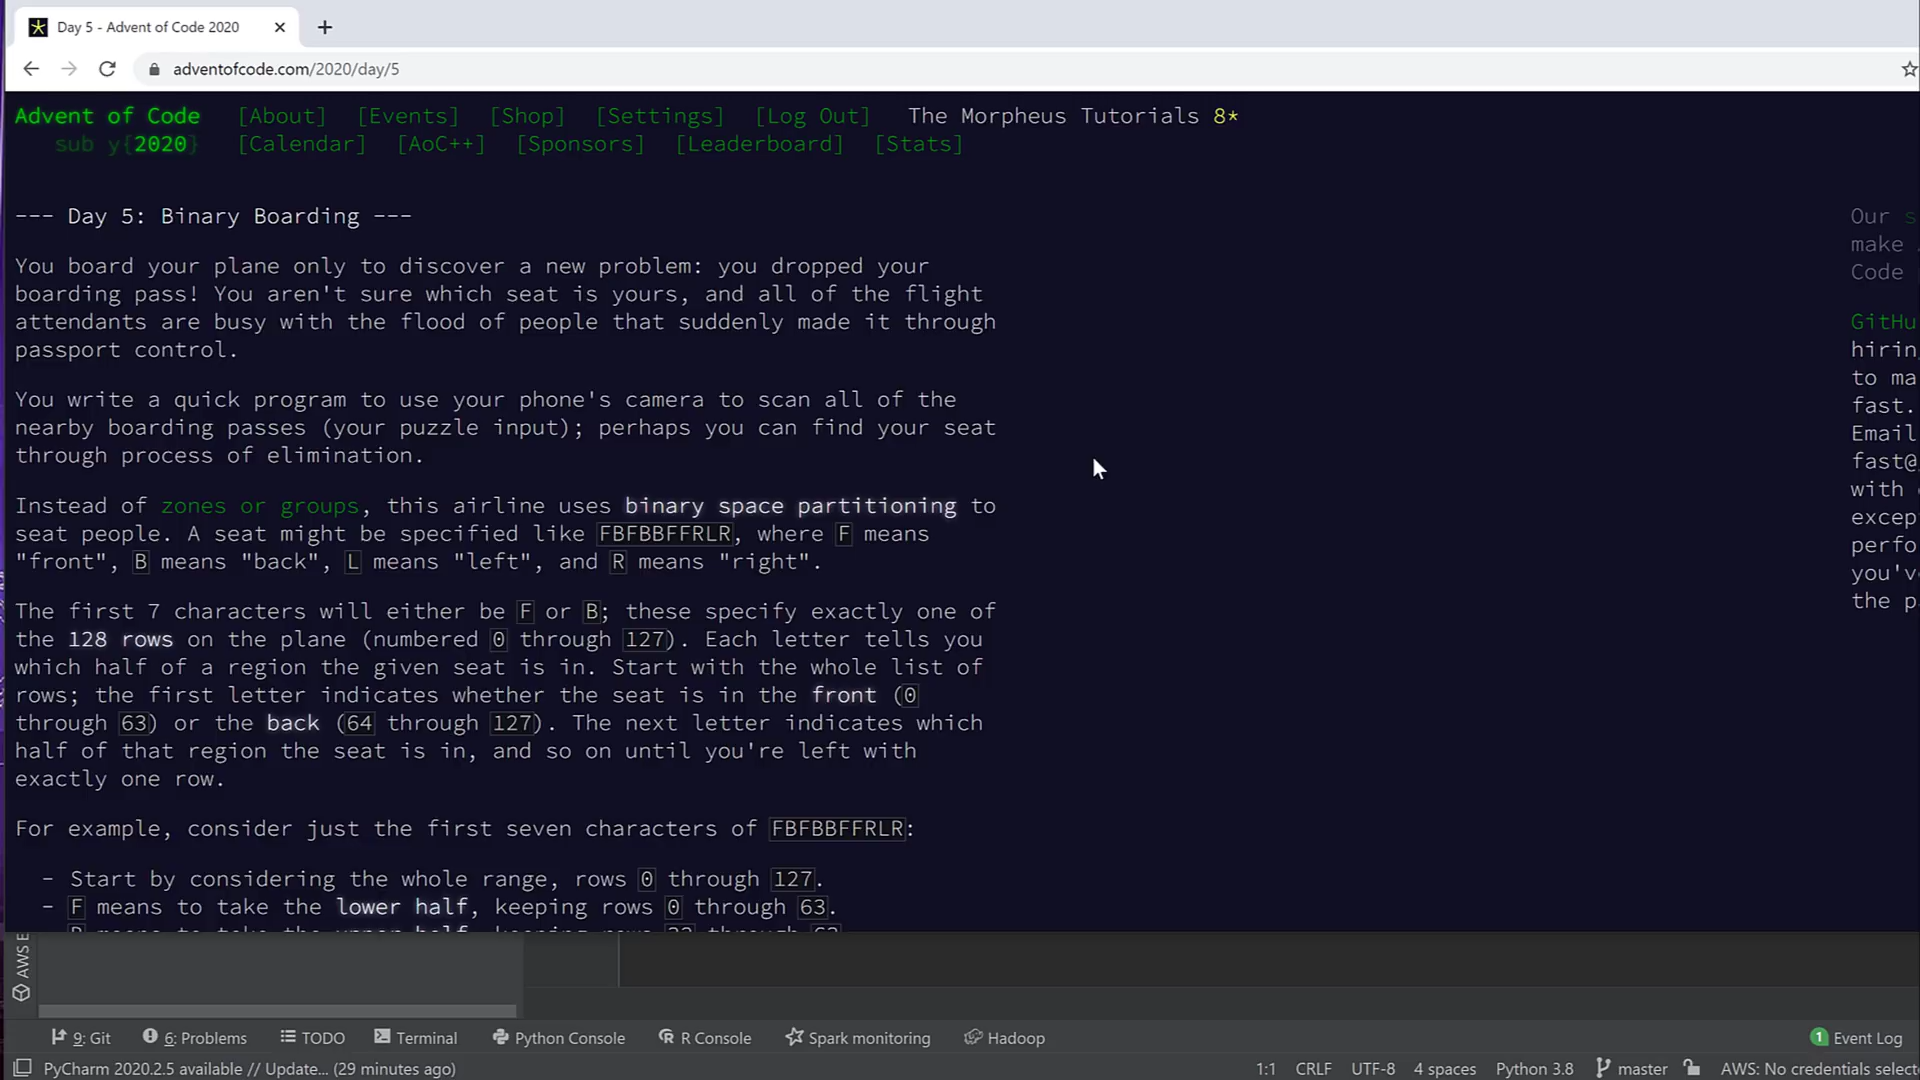 Day 5 - Advent of Code 2020
adventofcode.com/2020/day/5
Advent of Code [About] [Events] [Shop] [Settings] [Log Out] The Morpheus Tutorials 8*
sub y{2020} [Calendar] [AoC++] [Sponsors] [Leaderboard] [Stats]
--- Day 5: Binary Boarding ---
You board your plane only to discover a new problem: you dropped your
boarding pass! You aren't sure which seat is yours, and all of the flight
attendants are busy with the flood of people that suddenly made it through
passport control.
You write a quick program to use your phone's camera to scan all of the
nearby boarding passes (your puzzle input); perhaps you can find your seat
through process of elimination.
Instead of zones or groups, this airline uses binary space partitioning to
seat people. A seat might be specified like FBFBBFFRLR, where F means
"front", B means "back", L means "left", and R means "right".
The first 7 characters will either be F or B; these specify exactly one of
the 128 rows on the plane (numbered 0 through 127). Each letter tells you
which half of a region the given seat is in. Start with the whole list of
rows; the first letter indicates whether the seat is in the front (0
through 63) or the back (64 through 127). The next letter indicates which
half of that region the seat is in, and so on until you're left with
exactly one row.
For example, consider just the first seven characters of FBFBBFFRLR:
- Start by considering the whole range, rows 0 through 127.
- F means to take the lower half, keeping rows 0 through 63.
Our s
make
Code
GitHu
hirin
to ma
fast.
Email
fast@
with
excep
perfo
you'v
the p
AWS E
9: Git 6: Problems TODO Terminal Python Console R Console Spark monitoring Hadoop 1 Event Log
PyCharm 2020.2.5 available // Update... (29 minutes ago) 1:1 CRLF UTF-8 4 spaces Python 3.8 master AWS: No credentials select